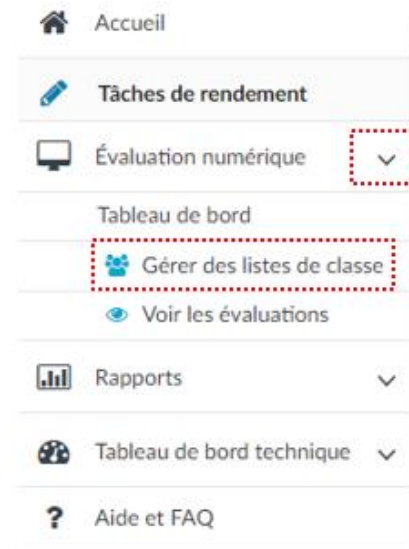 Accueil
Tâches de rendement
Évaluation numérique
Tableau de bord
Gérer des listes de classe
Voir les évaluations
Rapports
Tableau de bord technique
? Aide et FAQ